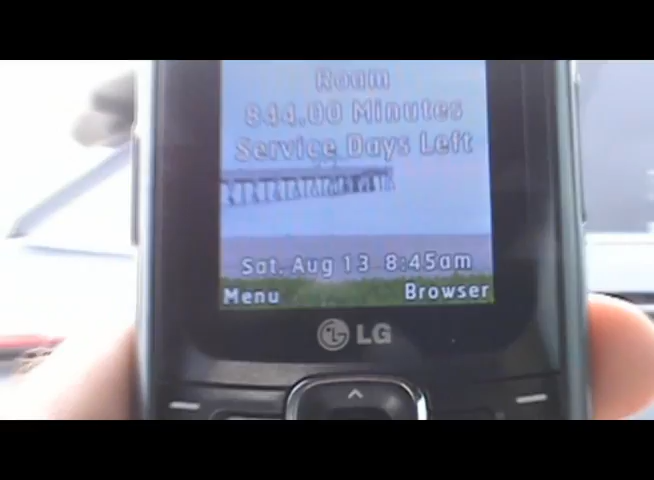 Roam
844.00 Minutes
Service Days Left
Sat, Aug 13 8:45am
Menu Browser
LG